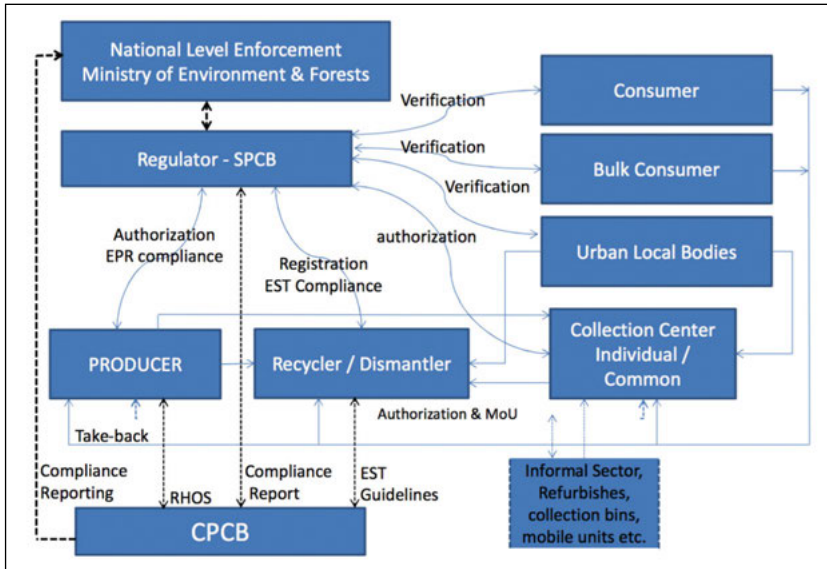 National Level Enforcement
Ministry of Environment & Forests
Verification
Consumer
Regulator - SPCB
Verification
Bulk Consumer
Verification
Authorization
EPR compliance
authorization
Urban Local Bodies
Registration
EST Compliance
PRODUCER
Recycler / Dismantler
Collection Center
Individual /
Common
Authorization & MoU
Take-back
Compliance
Reporting
RHOS
Compliance
Report
EST
Guidelines
Informal Sector,
Refurbishes,
collection bins,
mobile units etc.
CPCB